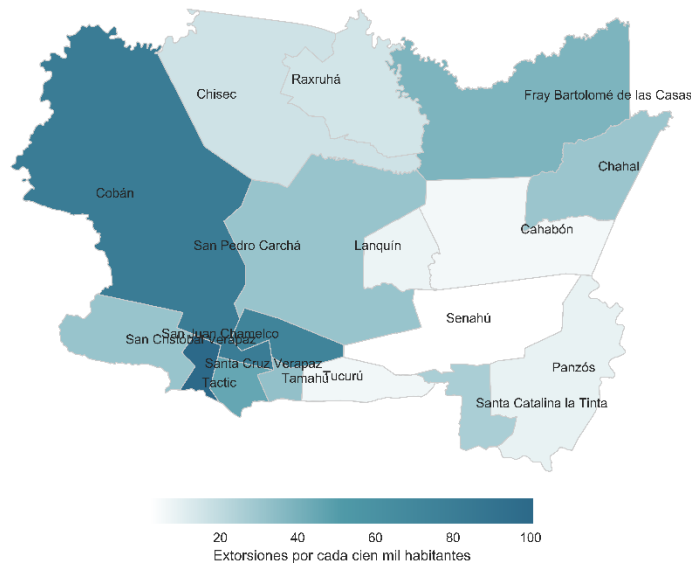 Raxruhá
Chisec
Fray Bartolomé de las Casas
Chahal
Cobán
Cahabón
San Pedro Carchá
Lanquín
Senahú
San Juan Chamelco
San Cristóbal Verapaz
Santa Cruz Verapaz
Panzós
Tamahú
Tucurú
Tactic
Santa Catalina la Tinta
20 40 60 80 100
Extorsiones por cada cien mil habitantes